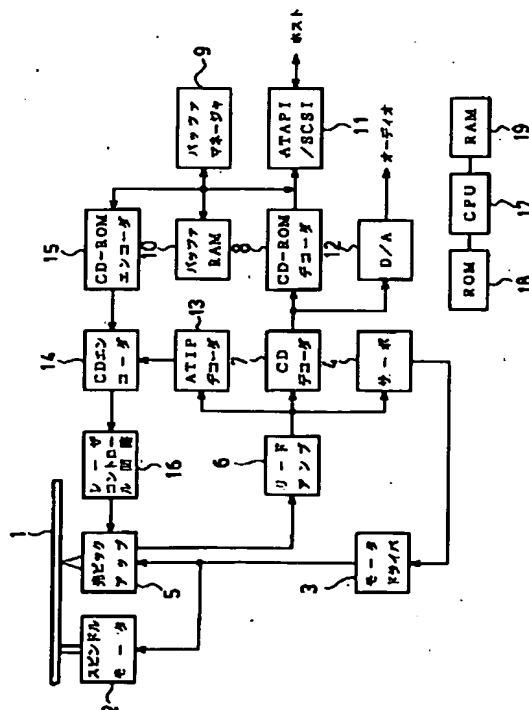 1
2
スピンドル
モータ
5
光ピック
アップ
16
レーザ
コントロー
ル回路
14
CDエン
コーダ
15
CD-ROM
エンコーダ
9
バッファ
マネージャ
10
バッファ
RAM
13
ATIP
デコーダ
6
リード
アンプ
7
CD
デコーダ
8
CD-ROM
デコーダ
11
ATAPI
/SCSI
ホスト
3
モータ
ドライバ
4
サーボ
12
D/A
オーディオ
18
ROM
17
CPU
19
RAM